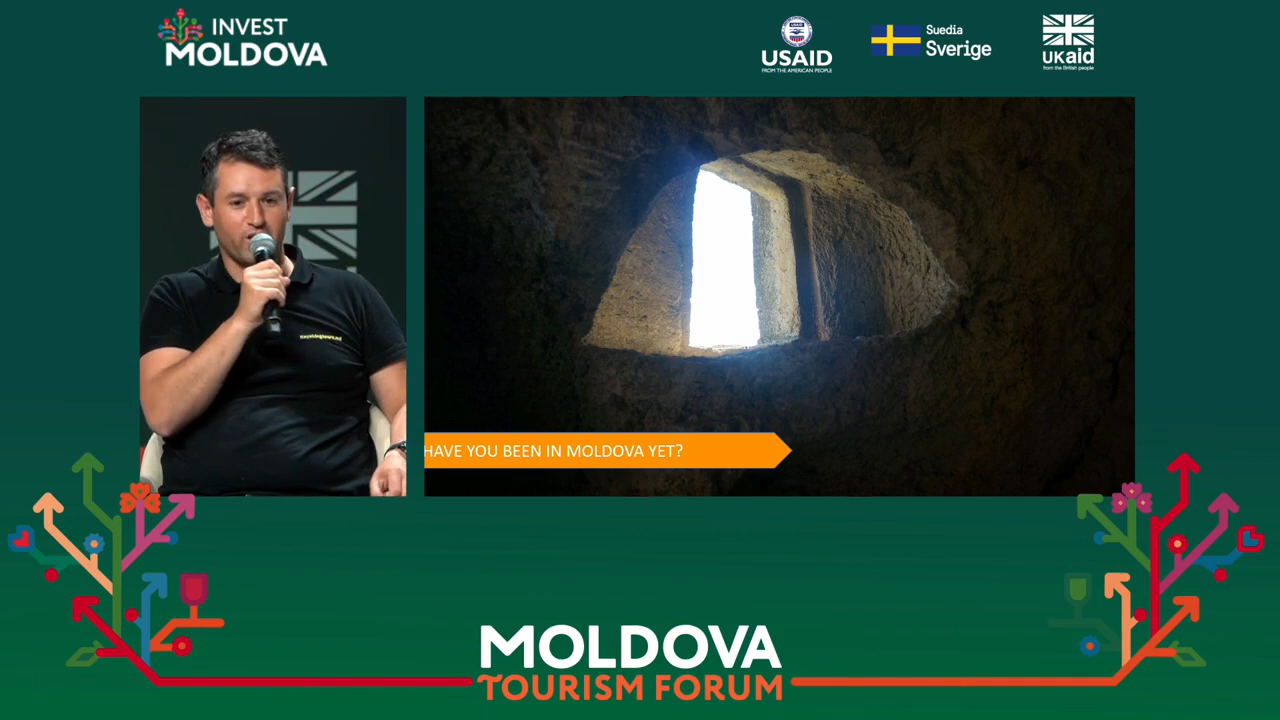 INVEST
MOLDOVA
USAID
FROM THE AMERICAN PEOPLE
Suedia
Sverige
UKaid
from the British people
HAVE YOU BEEN IN MOLDOVA YET?
MOLDOVA
TOURISM FORUM